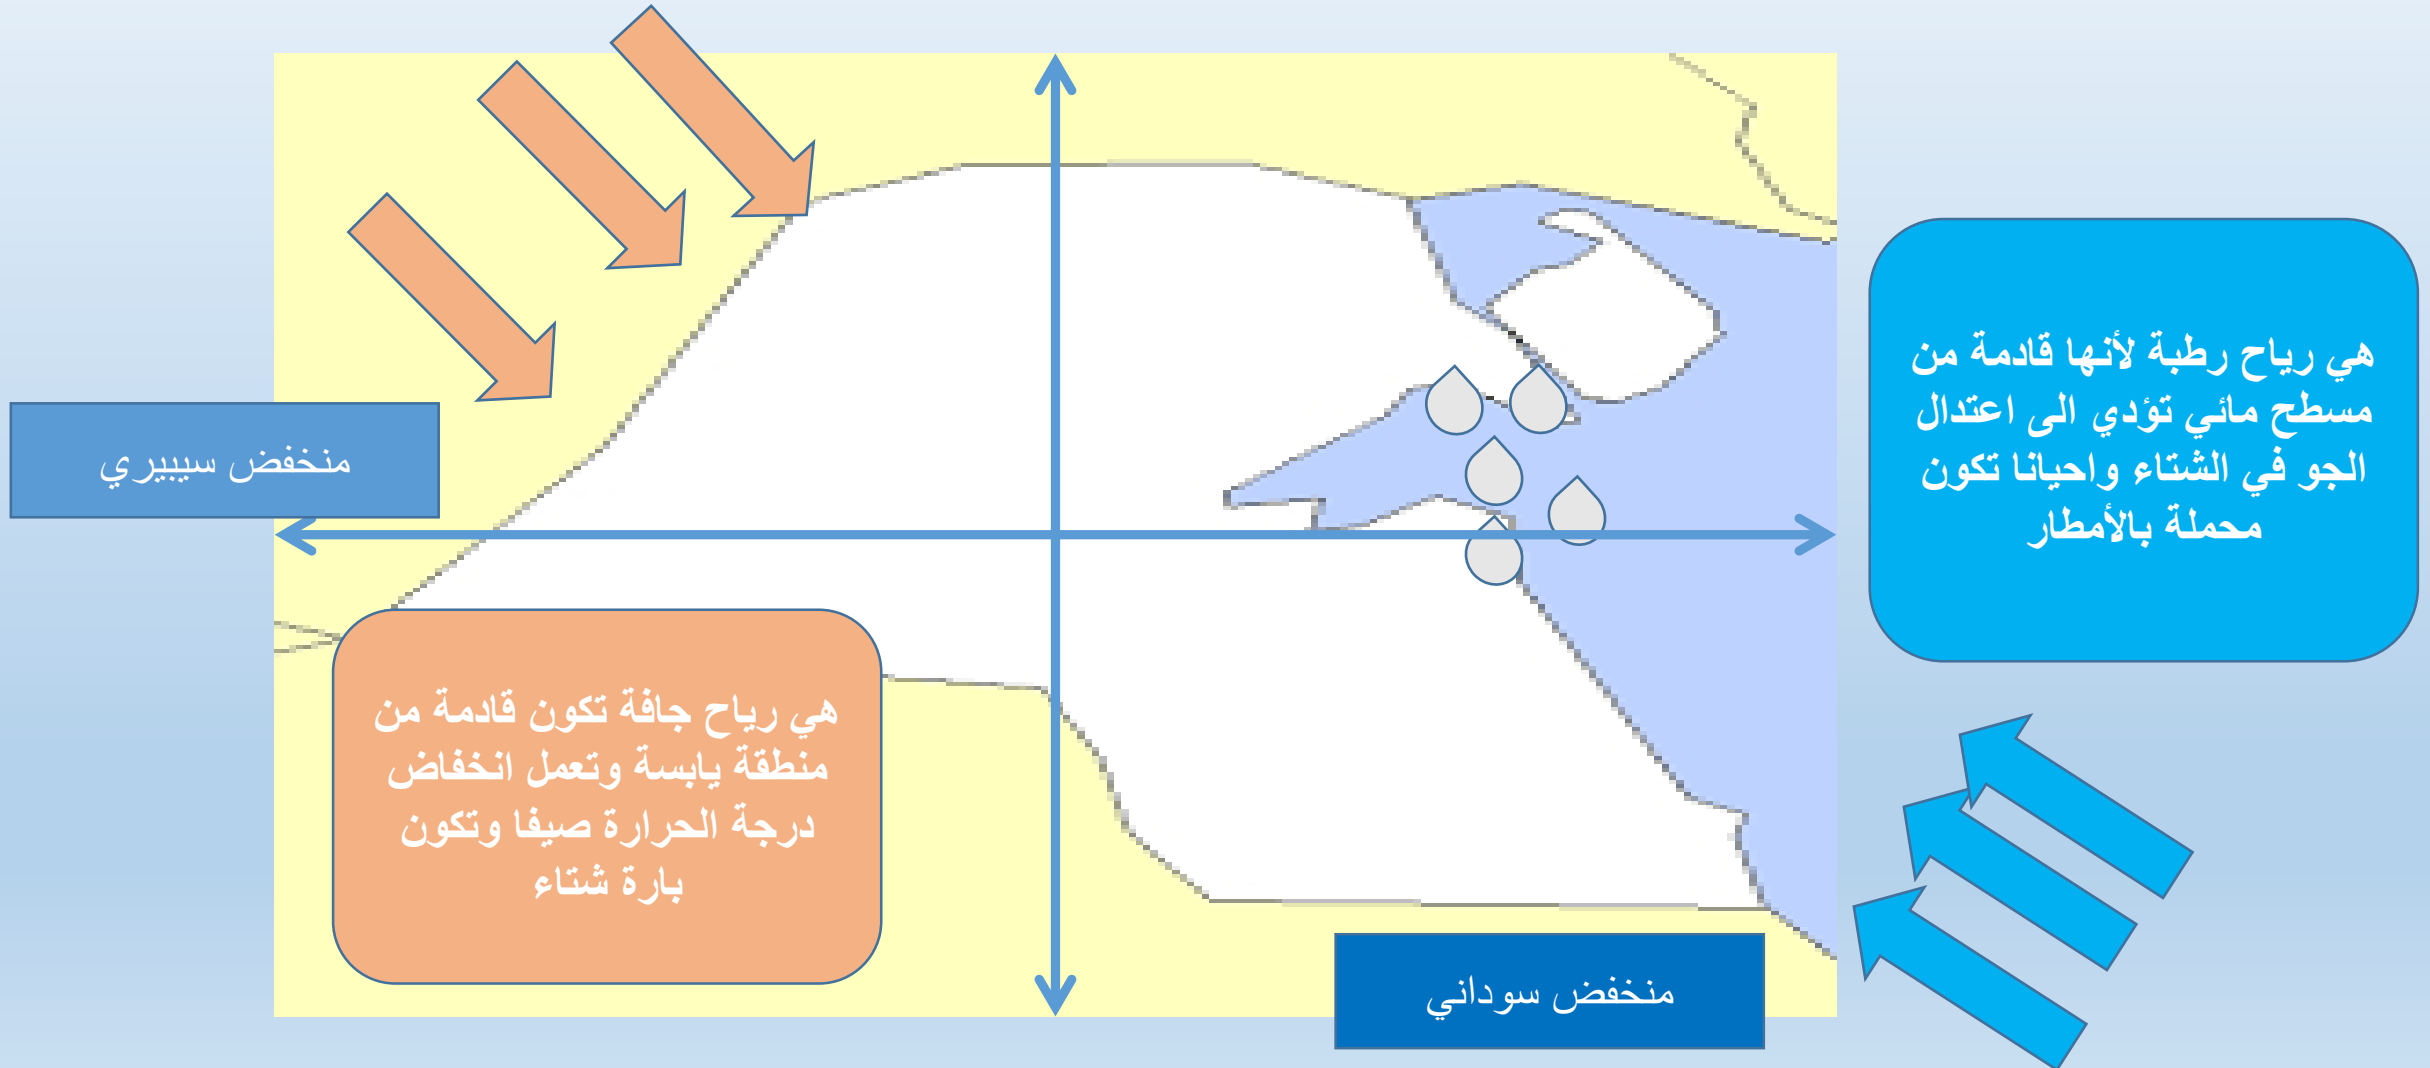 هي رياح رطبة لأنها قادمة من
مسطح مائي تؤدي الى اعتدال
الجو في الشتاء واحيانا تكون
محملة بالأمطار
منخفض سيبيري
هي رياح جافة تكون قادمة من
منطقة يابسة وتعمل انخفاض
درجة الحرارة صيفا وتكون
بارة شتاء
منخفض سوداني